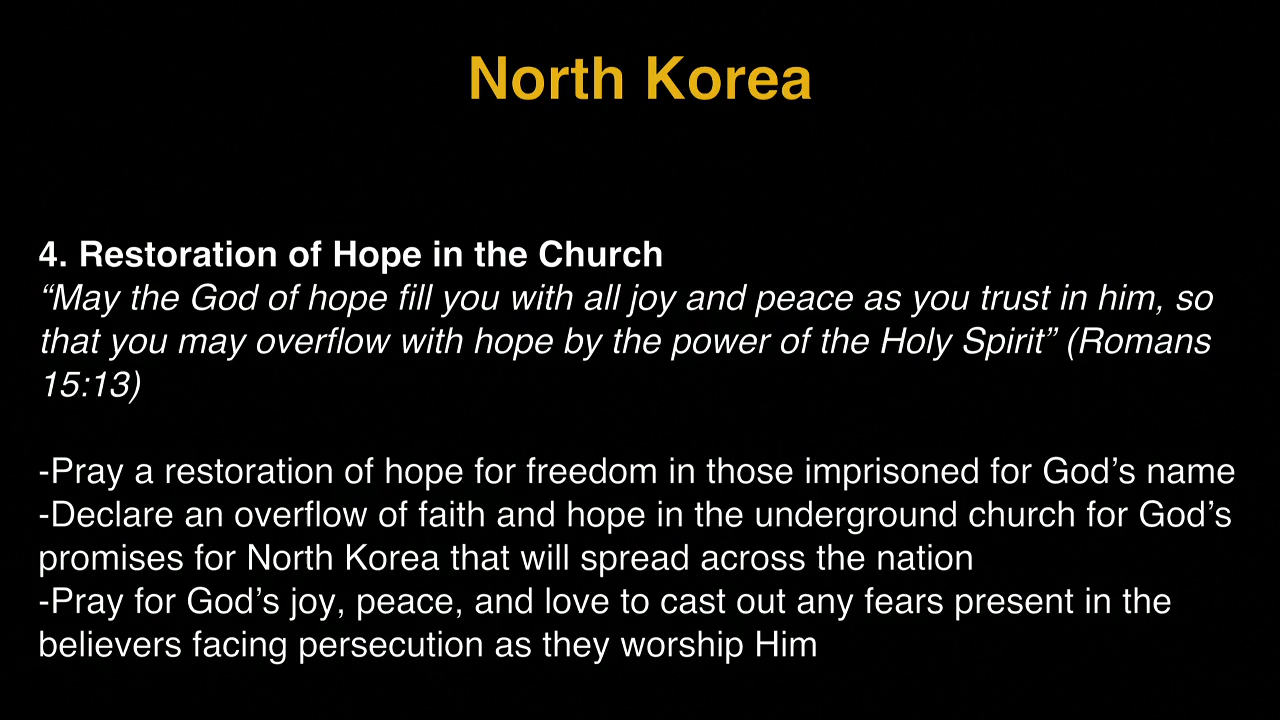 North Korea
4. Restoration of Hope in the Church
“May the God of hope fill you with all joy and peace as you trust in him, so
that you may overflow with hope by the power of the Holy Spirit” (Romans
15:13)
-Pray a restoration of hope for freedom in those imprisoned for God’s name
-Declare an overflow of faith and hope in the underground church for God’s
promises for North Korea that will spread across the nation
-Pray for God’s joy, peace, and love to cast out any fears present in the
believers facing persecution as they worship Him